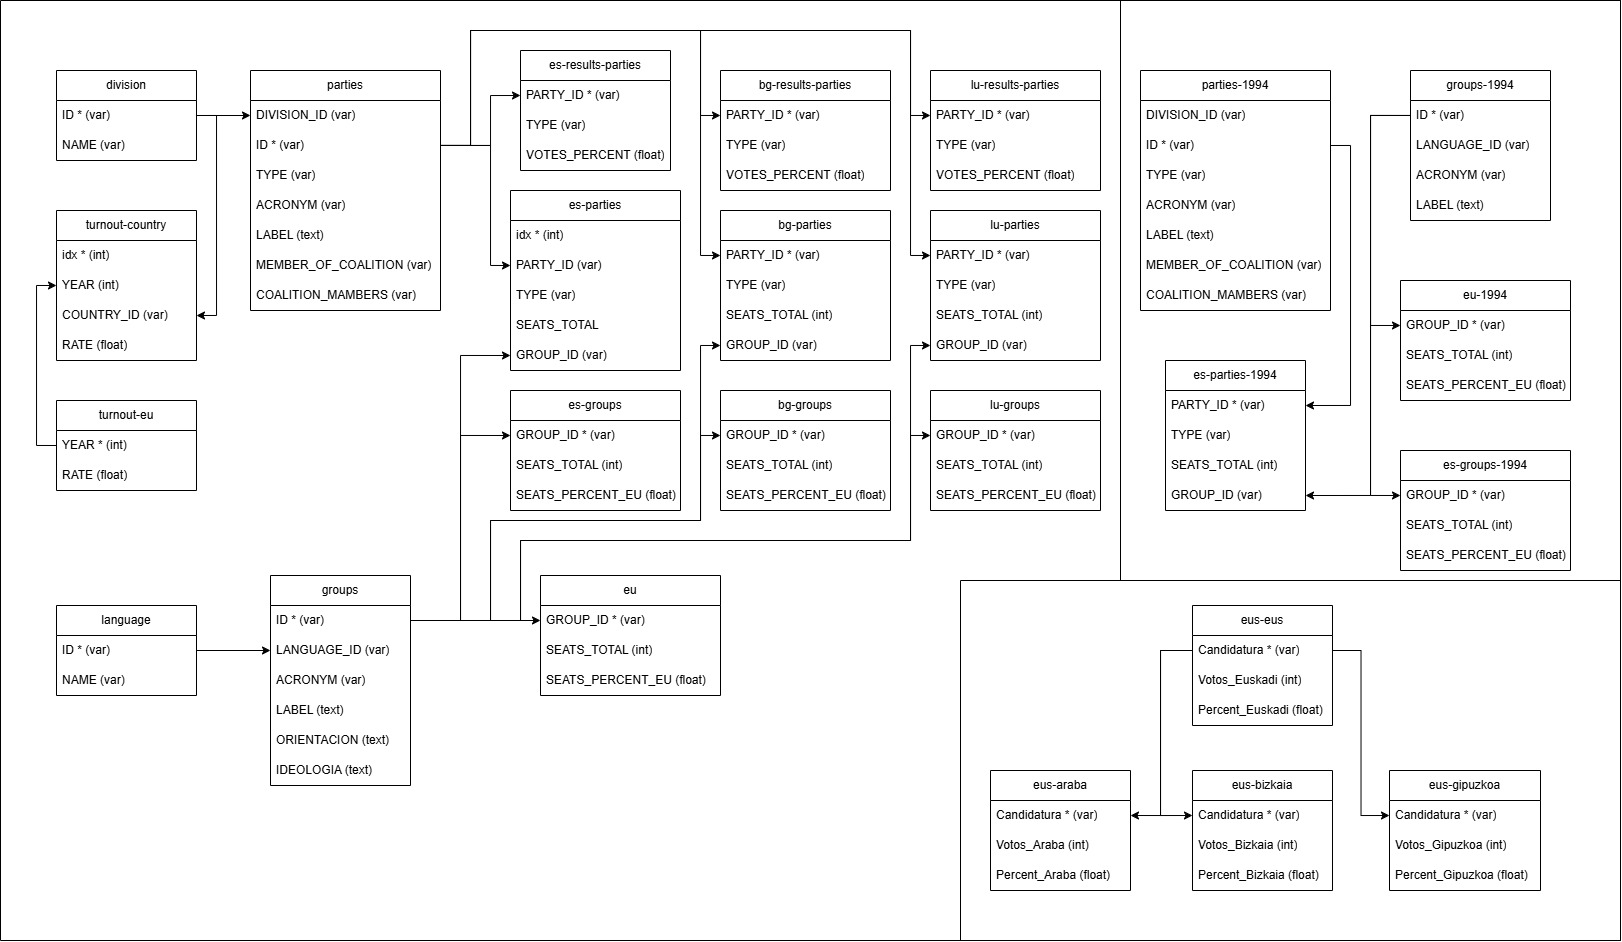 division
ID * (var)
NAME (var)
turnout-country
idx * (int)
YEAR (int)
COUNTRY_ID (var)
RATE (float)
turnout-eu
YEAR * (int)
RATE (float)
language
ID * (var)
NAME (var)
parties
DIVISION_ID (var)
ID * (var)
TYPE (var)
ACRONYM (var)
LABEL (text)
MEMBER_OF_COALITION (var)
COALITION_MAMBERS (var)
groups
ID * (var)
LANGUAGE_ID (var)
ACRONYM (var)
LABEL (text)
ORIENTACION (text)
IDEOLOGIA (text)
es-results-parties
PARTY_ID * (var)
TYPE (var)
VOTES_PERCENT (float)
es-parties
idx * (int)
PARTY_ID (var)
TYPE (var)
SEATS_TOTAL
GROUP_ID (var)
es-groups
GROUP_ID * (var)
SEATS_TOTAL (int)
SEATS_PERCENT_EU (float)
eu
GROUP_ID * (var)
SEATS_TOTAL (int)
SEATS_PERCENT_EU (float)
bg-results-parties
PARTY_ID * (var)
TYPE (var)
VOTES_PERCENT (float)
bg-parties
PARTY_ID * (var)
TYPE (var)
SEATS_TOTAL (int)
GROUP_ID (var)
bg-groups
GROUP_ID * (var)
SEATS_TOTAL (int)
SEATS_PERCENT_EU (float)
lu-results-parties
PARTY_ID * (var)
TYPE (var)
VOTES_PERCENT (float)
lu-parties
PARTY_ID * (var)
TYPE (var)
SEATS_TOTAL (int)
GROUP_ID (var)
lu-groups
GROUP_ID * (var)
SEATS_TOTAL (int)
SEATS_PERCENT_EU (float)
parties-1994
DIVISION_ID (var)
ID * (var)
TYPE (var)
ACRONYM (var)
LABEL (text)
MEMBER_OF_COALITION (var)
COALITION_MAMBERS (var)
es-parties-1994
PARTY_ID * (var)
TYPE (var)
SEATS_TOTAL (int)
GROUP_ID (var)
groups-1994
ID * (var)
LANGUAGE_ID (var)
ACRONYM (var)
LABEL (text)
eu-1994
GROUP_ID * (var)
SEATS_TOTAL (int)
SEATS_PERCENT_EU (float)
es-groups-1994
GROUP_ID * (var)
SEATS_TOTAL (int)
SEATS_PERCENT_EU (float)
eus-eus
Candidatura * (var)
Votos_Euskadi (int)
Percent_Euskadi (float)
eus-araba
Candidatura * (var)
Votos_Araba (int)
Percent_Araba (float)
eus-bizkaia
Candidatura * (var)
Votos_Bizkaia (int)
Percent_Bizkaia (float)
eus-gipuzkoa
Candidatura * (var)
Votos_Gipuzkoa (int)
Percent_Gipuzkoa (float)